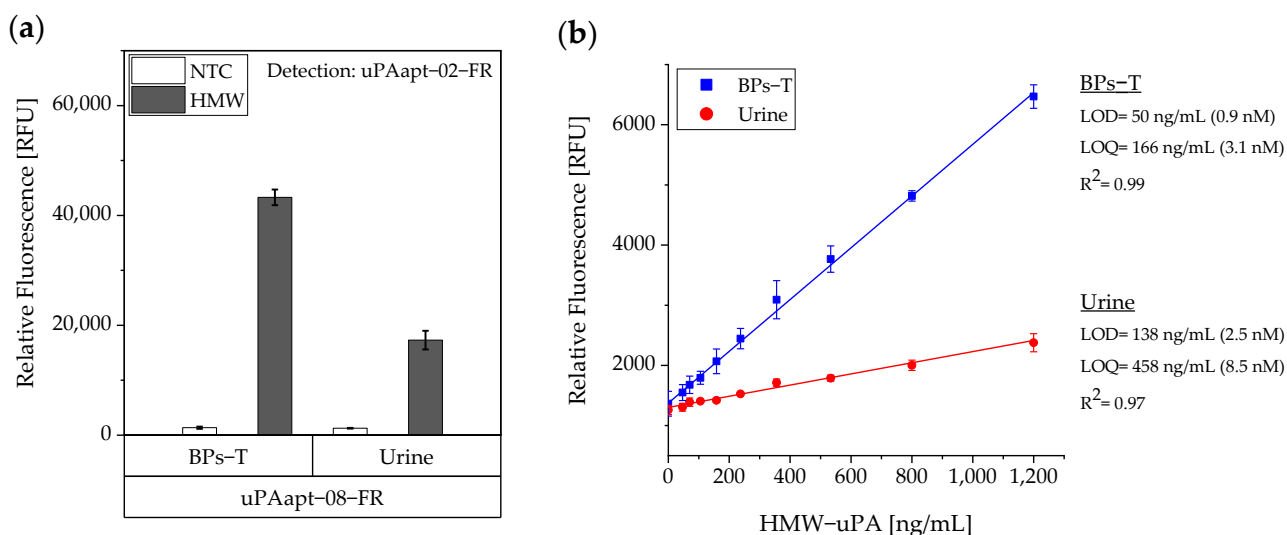 (a)
NTC
HMW
Detection: uPAapt−02−FR
Relative Fluorescence [RFU]
60,000
40,000
20,000
0
BPs−T
Urine
uPAapt−08−FR
(b)
BPs−T
Urine
Relative Fluorescence [RFU]
6000
4000
2000
0
200
400
600
800
1,000
1,200
HMW−uPA [ng/mL]
BPs−T
LOD= 50 ng/mL (0.9 nM)
LOQ= 166 ng/mL (3.1 nM)
R²= 0.99
Urine
LOD= 138 ng/mL (2.5 nM)
LOQ= 458 ng/mL (8.5 nM)
R²= 0.97